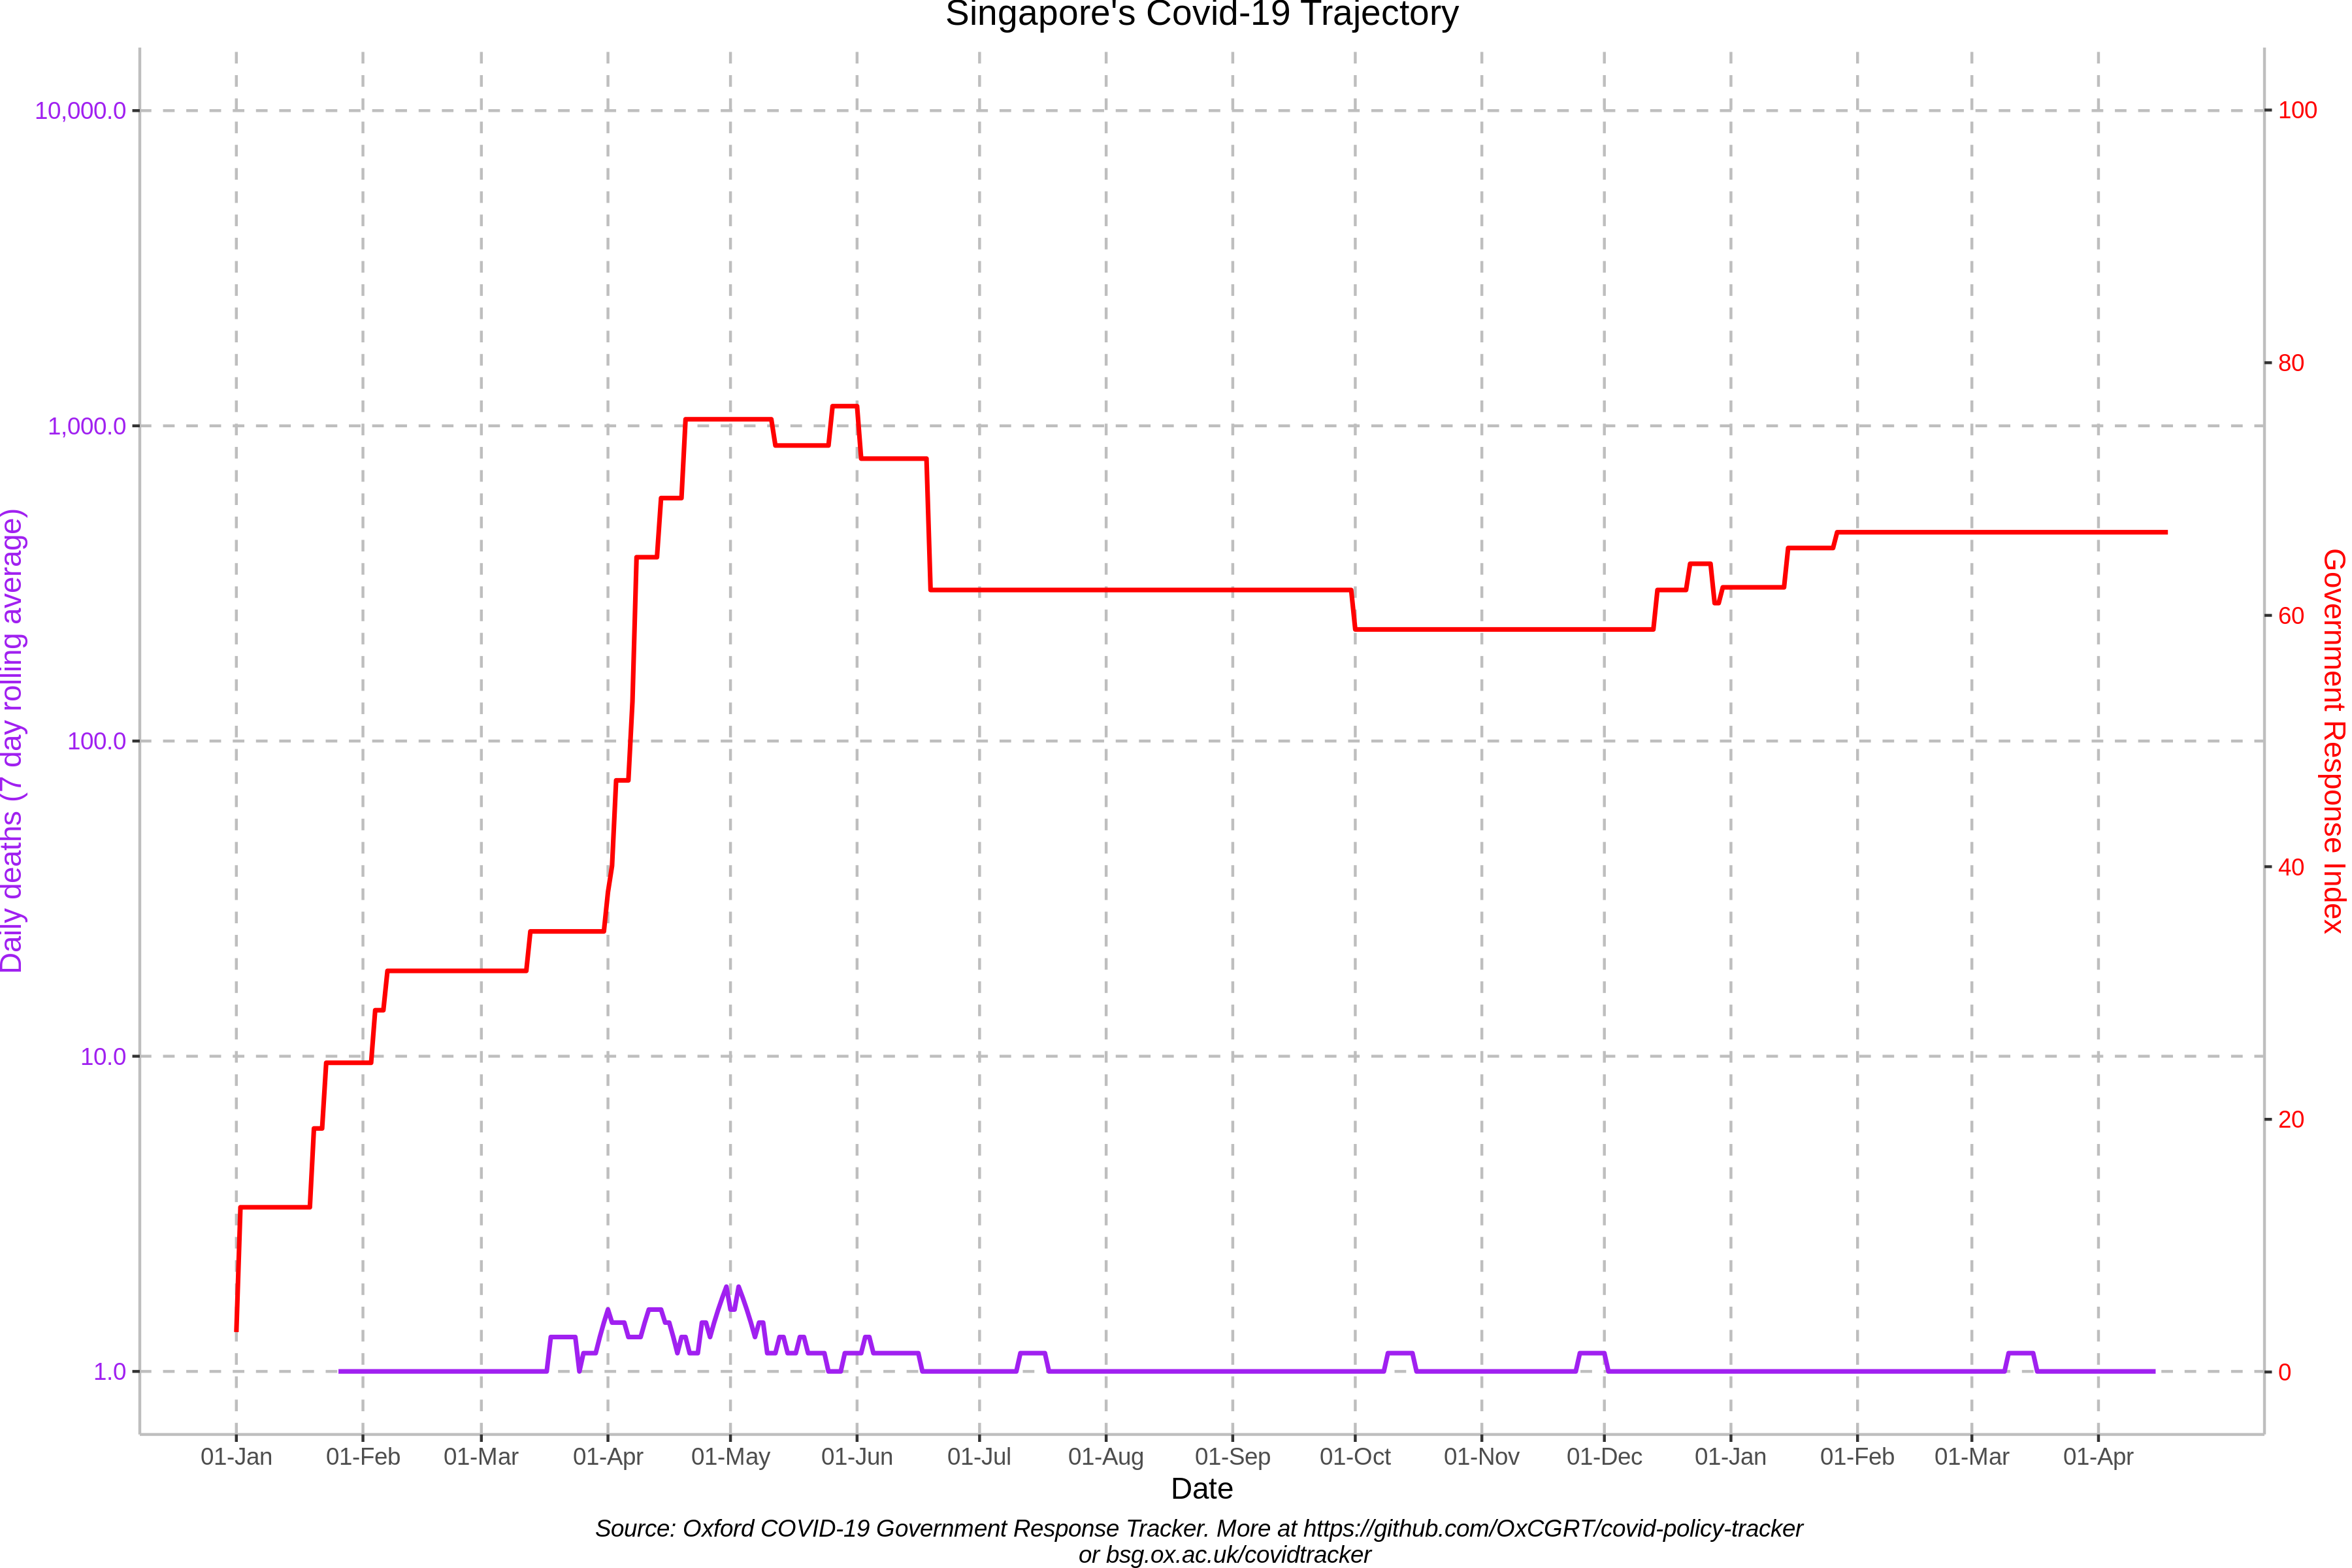 Singapore's Covid-19 Trajectory
10,000.0
1,000.0
100.0
10.0
1.0
Daily deaths (7 day rolling average)
100
80
60
40
20
0
Government Response Index
01-Jan 01-Feb 01-Mar 01-Apr 01-May 01-Jun 01-Jul 01-Aug 01-Sep 01-Oct 01-Nov 01-Dec 01-Jan 01-Feb 01-Mar 01-Apr
Date
Source: Oxford COVID-19 Government Response Tracker. More at https://github.com/OxCGRT/covid-policy-tracker
or bsg.ox.ac.uk/covidtracker